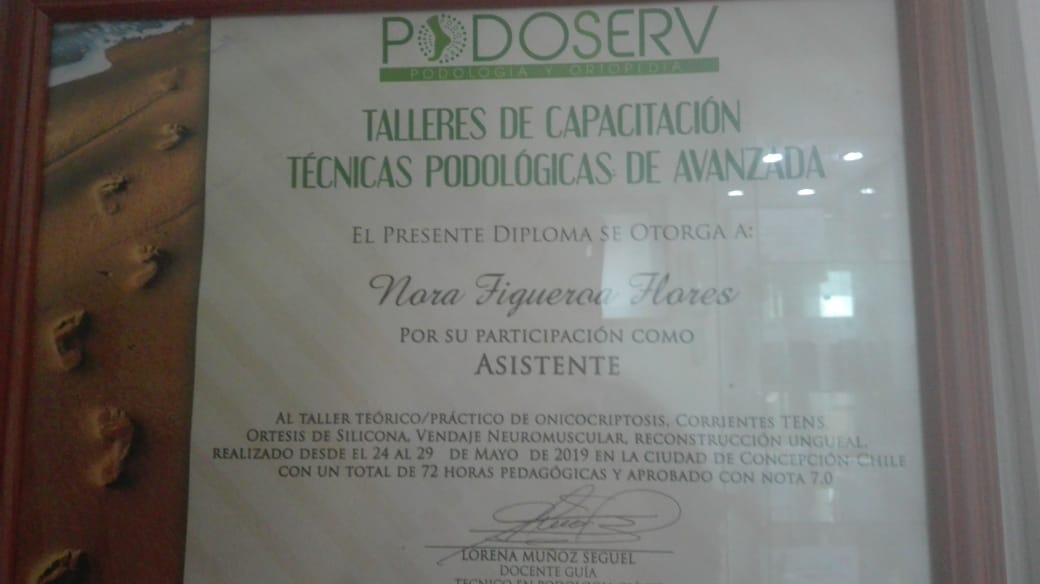 PODOSERV
PODOLOGÍA Y ORTOPEDIA
TALLERES DE CAPACITACIÓN
TÉCNICAS PODOLÓGICAS DE AVANZADA
EL PRESENTE DIPLOMA SE OTORGA A:
Nora Figueroa Flores
POR SU PARTICIPACIÓN COMO
ASISTENTE
AL TALLER TEÓRICO/PRÁCTICO DE ONICOCRIPTOSIS, CORRIENTES TENS,
ORTESIS DE SILICONA, VENDAJE NEUROMUSCULAR, RECONSTRUCCIÓN UNGUEAL,
REALIZADO DESDE EL 24 AL 29 DE MAYO DE 2019 EN LA CIUDAD DE CONCEPCIÓN-CHILE
CON UN TOTAL DE 72 HORAS PEDAGÓGICAS Y APROBADO CON NOTA 7.0
LORENA MUÑOZ SEGUEL
DOCENTE GUÍA
TECNICO EN PODOLOGIA